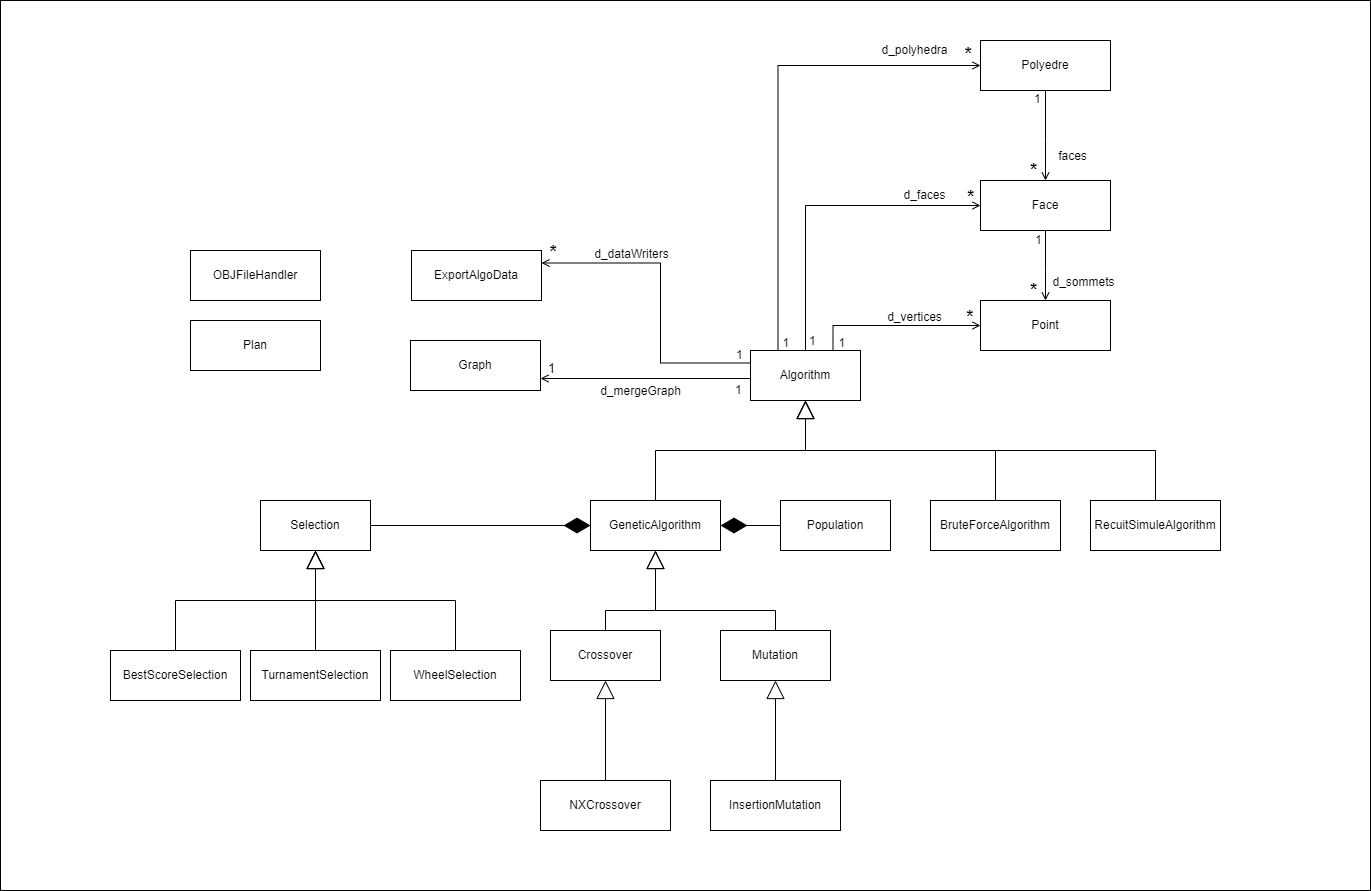 d_polyhedra *
Polyedre
1
faces
*
d_faces *
Face
1
d_sommets
*
d_vertices *
Point
OBJFileHandler
ExportAlgoData
* d_dataWriters
Plan
Graph
1
1 1 1
1
Algorithm
d_mergeGraph 1
Selection
GeneticAlgorithm
Population
BruteForceAlgorithm
RecuitSimuleAlgorithm
BestScoreSelection
TurnamentSelection
WheelSelection
Crossover
Mutation
NXCrossover
InsertionMutation